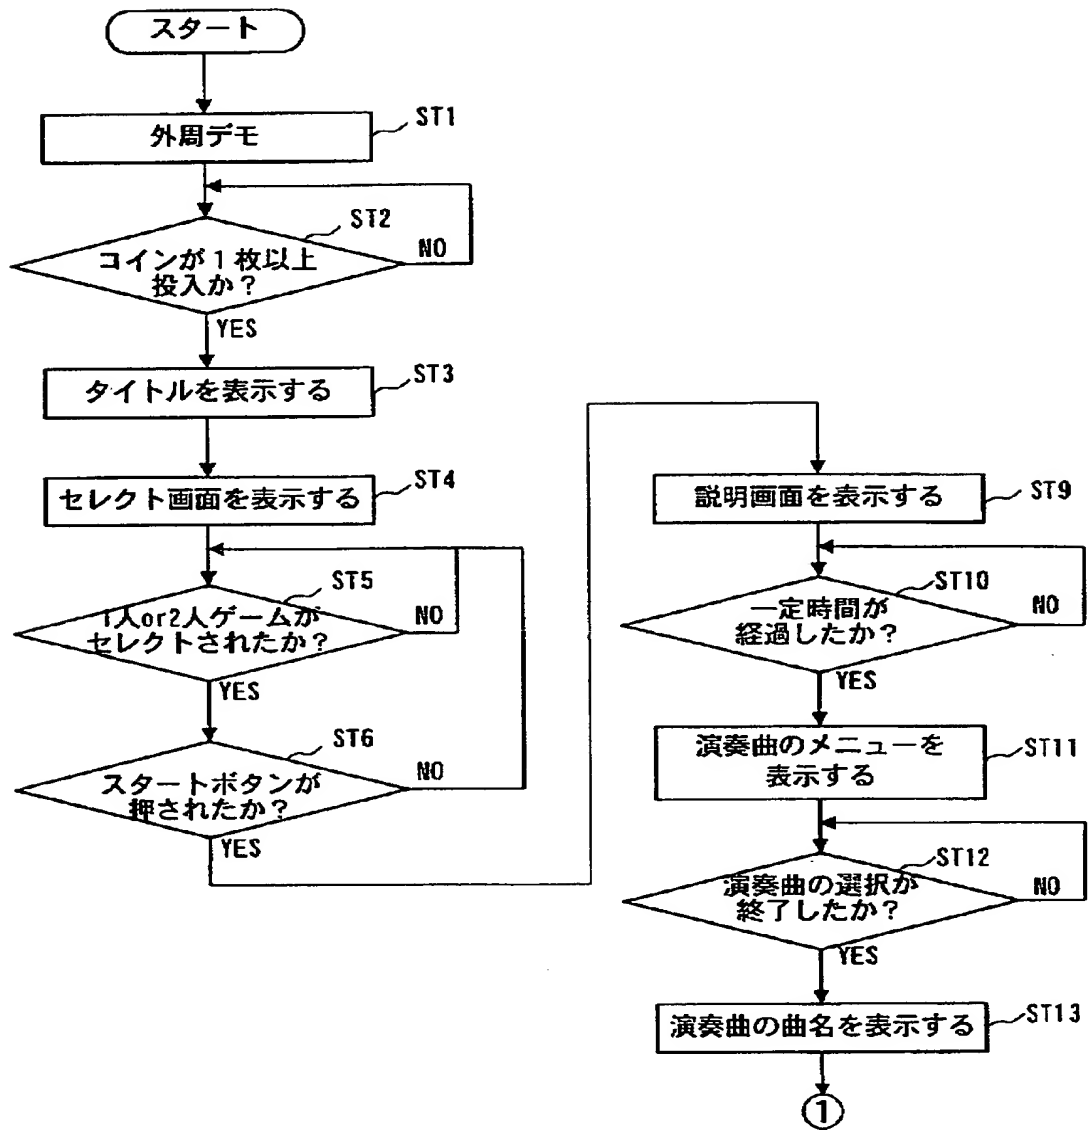 スタート
外周デモ
ST1
ST2
コインが1枚以上
投入か?
NO
YES
タイトルを表示する
ST3
セレクト画面を表示する
ST4
ST5
1人or2人ゲームが
セレクトされたか?
NO
YES
ST6
スタートボタンが
押されたか?
NO
YES
説明画面を表示する
ST9
ST10
一定時間が
経過したか?
NO
YES
演奏曲のメニューを
表示する
ST11
ST12
演奏曲の選択が
終了したか?
NO
YES
演奏曲の曲名を表示する
ST13
①